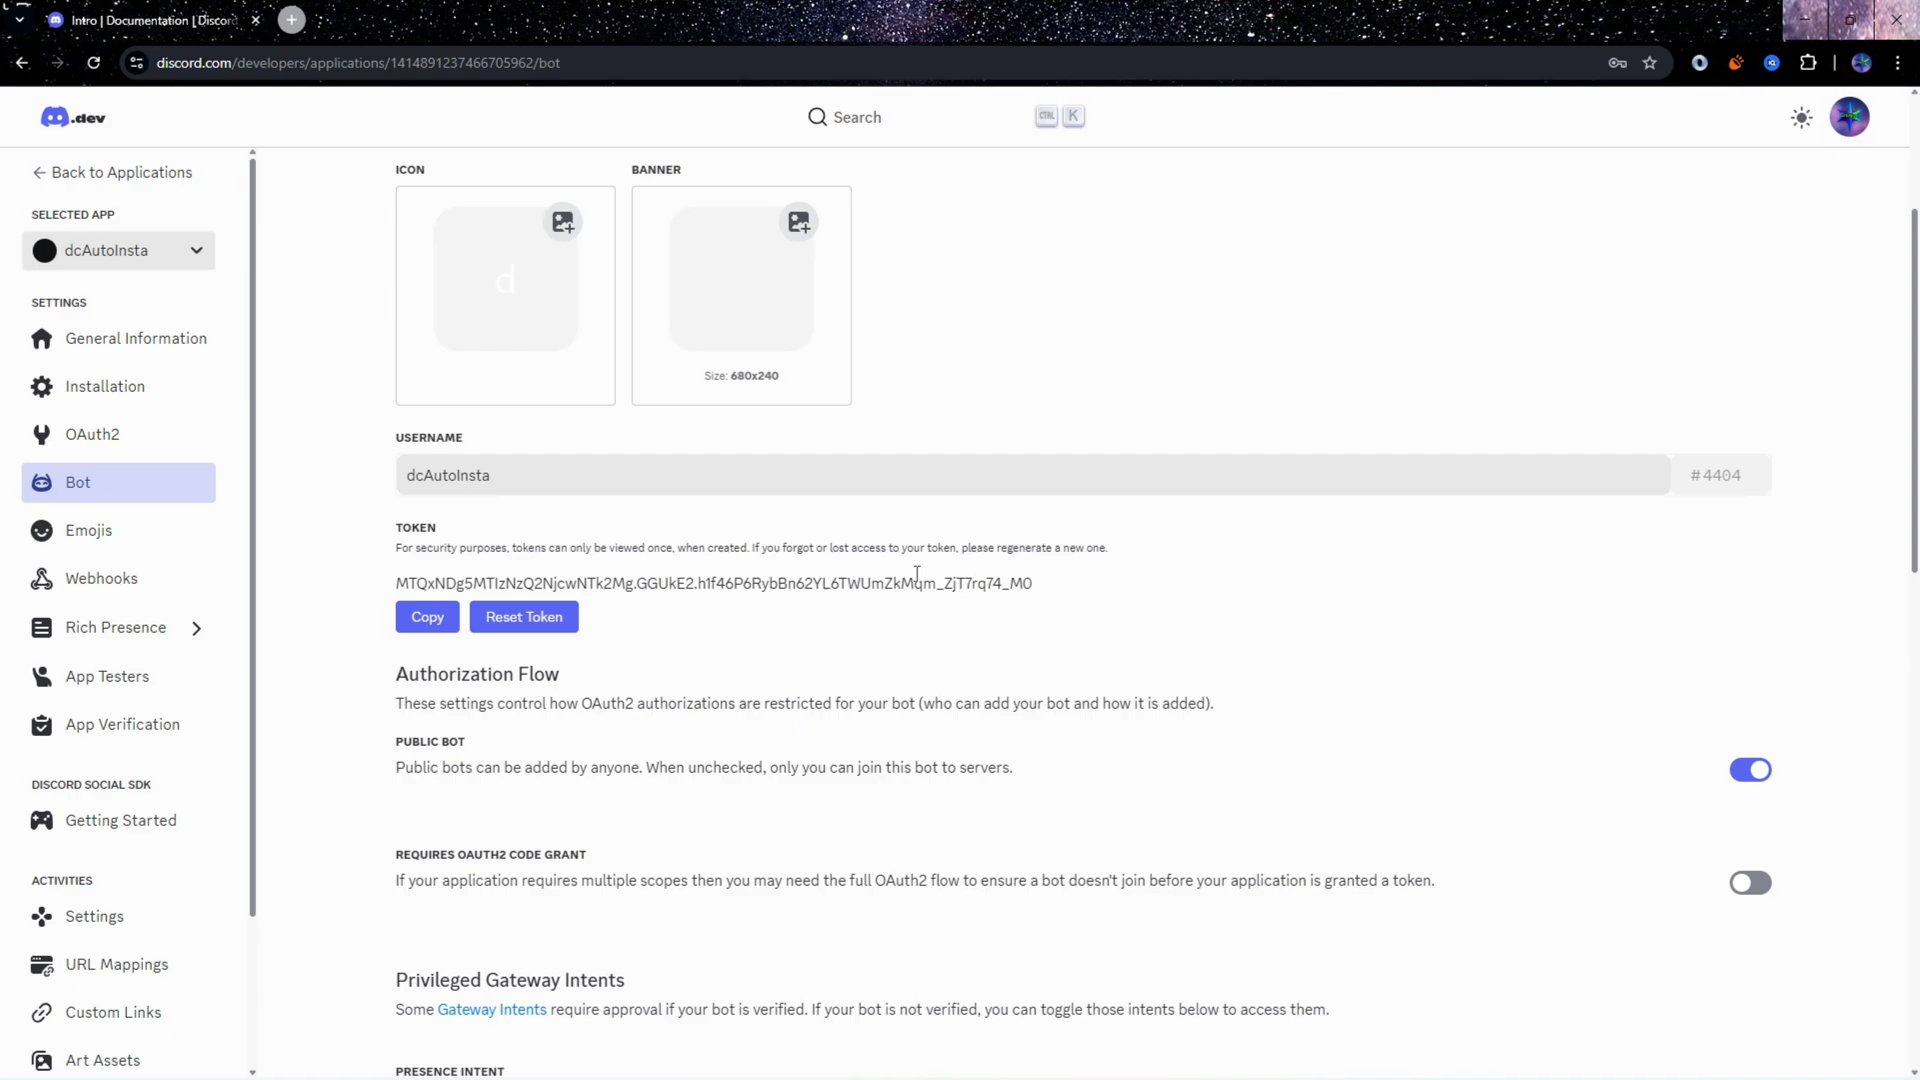 Intro | Documentation | Discord
discord.com/developers/applications/1414891237466705962/bot
.dev
Search
CTRL K
Back to Applications
SELECTED APP
dcAutoInsta
SETTINGS
General Information
Installation
OAuth2
Bot
Emojis
Webhooks
Rich Presence
App Testers
App Verification
DISCORD SOCIAL SDK
Getting Started
ACTIVITIES
Settings
URL Mappings
Custom Links
Art Assets
ICON
BANNER
d
Size: 680x240
USERNAME
dcAutoInsta
#4404
TOKEN
For security purposes, tokens can only be viewed once, when created. If you forgot or lost access to your token, please regenerate a new one.
MTQxNDg5MTIzNzQ2NjcwNTk2Mg.GGUkE2.h1f46P6RybBn62YL6TWUmZkMqm_ZjT7rq74_M0
Copy
Reset Token
Authorization Flow
These settings control how OAuth2 authorizations are restricted for your bot (who can add your bot and how it is added).
PUBLIC BOT
Public bots can be added by anyone. When unchecked, only you can join this bot to servers.
REQUIRES OAUTH2 CODE GRANT
If your application requires multiple scopes then you may need the full OAuth2 flow to ensure a bot doesn't join before your application is granted a token.
Privileged Gateway Intents
Some Gateway Intents require approval if your bot is verified. If your bot is not verified, you can toggle those intents below to access them.
PRESENCE INTENT